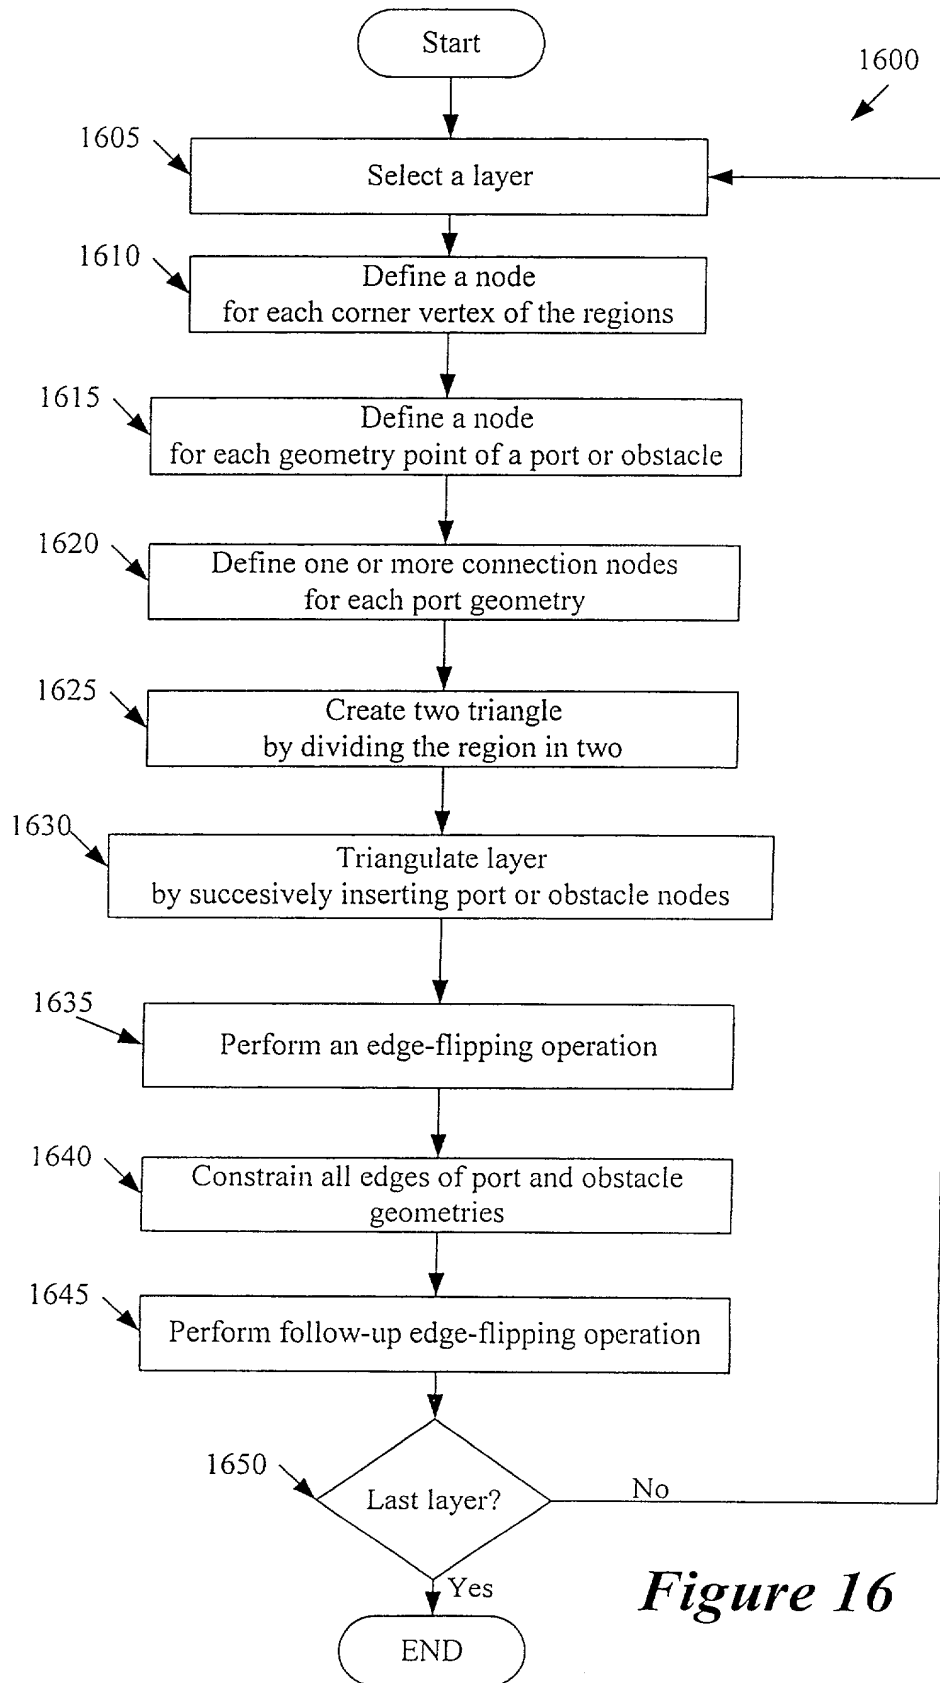 Start
1600
1605
Select a layer
1610
Define a node
for each corner vertex of the regions
1615
Define a node
for each geometry point of a port or obstacle
1620
Define one or more connection nodes
for each port geometry
1625
Create two triangle
by dividing the region in two
1630
Triangulate layer
by succesively inserting port or obstacle nodes
1635
Perform an edge-flipping operation
1640
Constrain all edges of port and obstacle
geometries
1645
Perform follow-up edge-flipping operation
1650
Last layer?
No
Yes
END
Figure 16